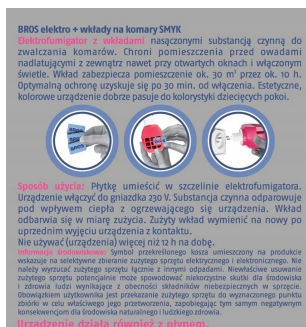 BROS elektro + wkłady na komary SMYK
Elektrofumigator z wkładami nasączonymi substancją czynną do
zwalczania komarów. Chroni pomieszczenia przed owadami
nadlatującymi z zewnątrz nawet przy otwartych oknach i włączonym
świetle. Wkład zabezpiecza pomieszczenie ok. 30 m³ przez ok. 10 h.
Optymalną ochronę uzyskuje się po 30 min. od włączenia. Estetyczne,
kolorowe urządzenie dobrze pasuje do kolorystyki dziecięcych pokoi.
BROS
Sposób użycia: Płytkę umieścić w szczelinie elektrofumigatora.
Urządzenie włączyć do gniazdka 230 V. Substancja czynna odparowuje
pod wpływem ciepła z ogrzewającego się urządzenia. Wkład
odbarwia się w miarę zużycia. Zużyty wkład wymienić na nowy po
uprzednim wyjęciu urządzenia z kontaktu.
Nie używać (urządzenia) więcej niż 12 h na dobę.
Informacja środowiskowa: Symbol przekreślonego kosza umieszczony na produkcie
wskazuje na selektywne zbieranie zużytego sprzętu elektrycznego i elektronicznego. Nie
należy wyrzucać zużytego sprzętu łącznie z innymi odpadami. Niewłaściwe usuwanie
zużytego sprzętu potencjalnie może spowodować niekorzystne skutki dla środowiska
i zdrowia ludzi wynikające z obecności składników niebezpiecznych w sprzęcie.
Obowiązkiem użytkownika jest przekazanie zużytego sprzętu do wyznaczonego punktu
zbiórki w celu właściwego jego przetworzenia, zapobiegając tym samym negatywnym
konsekwencjom dla środowiska naturalnego i ludzkiego zdrowia.
Urządzenie działa również z płynem.